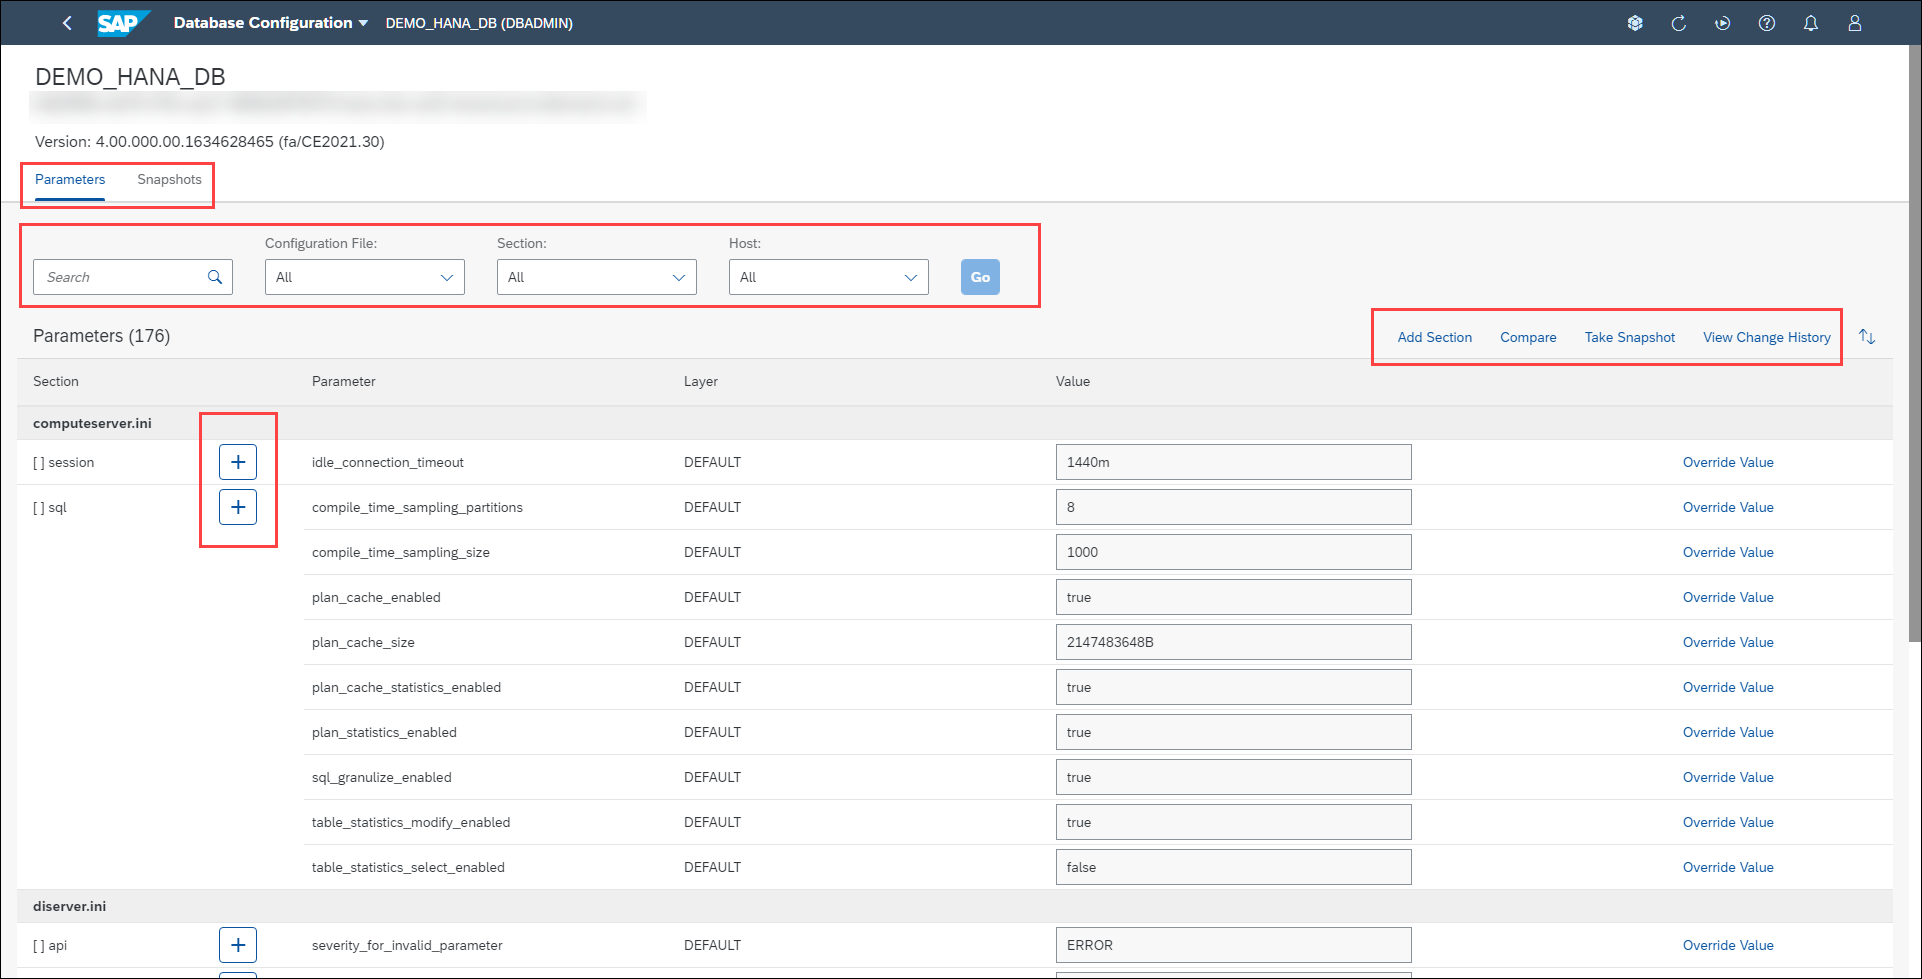 SAP Database Configuration DEMO_HANA_DB (DBADMIN)
DEMO_HANA_DB
Version: 4.00.000.00.1634628465 (fa/CE2021.30)
Parameters Snapshots
Configuration File: Section: Host:
Search All All All Go
Parameters (176) Add Section Compare Take Snapshot View Change History
Section Parameter Layer Value
computeserver.ini
[ ] session + idle_connection_timeout DEFAULT 1440m Override Value
[ ] sql + compile_time_sampling_partitions DEFAULT 8 Override Value
compile_time_sampling_size DEFAULT 1000 Override Value
plan_cache_enabled DEFAULT true Override Value
plan_cache_size DEFAULT 2147483648B Override Value
plan_cache_statistics_enabled DEFAULT true Override Value
plan_statistics_enabled DEFAULT true Override Value
sql_granulize_enabled DEFAULT true Override Value
table_statistics_modify_enabled DEFAULT true Override Value
table_statistics_select_enabled DEFAULT false Override Value
diserver.ini
[ ] api + severity_for_invalid_parameter DEFAULT ERROR Override Value